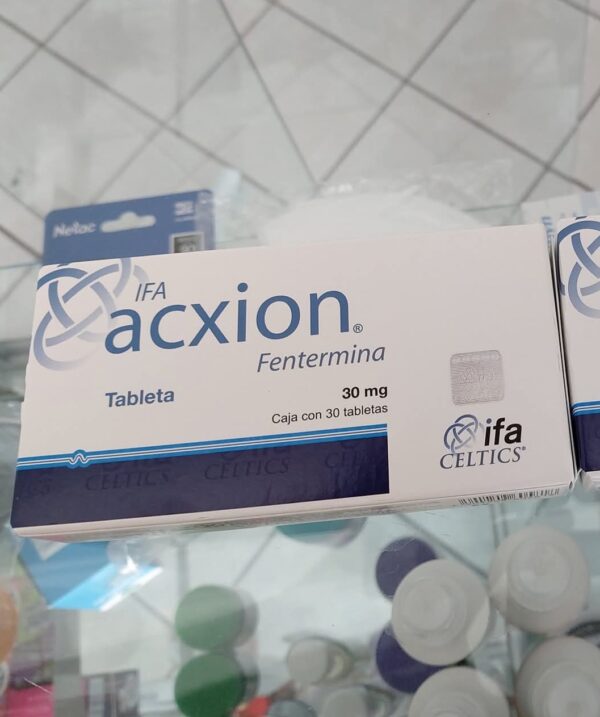 Netac
IFA
acxion®
Fentermina
Tableta
30 mg
Caja con 30 tabletas
ifa
CELTICS®